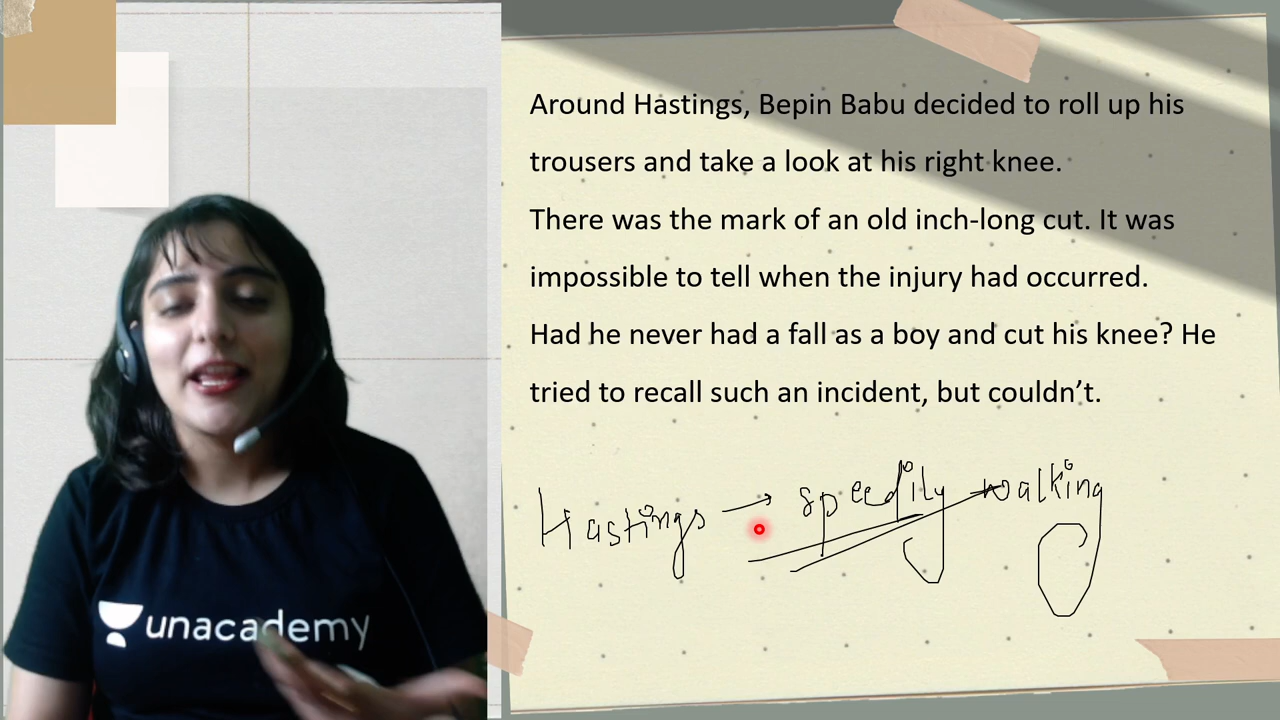 Around Hastings, Bepin Babu decided to roll up his
trousers and take a look at his right knee.
There was the mark of an old inch-long cut. It was
impossible to tell when the injury had occurred.
Had he never had a fall as a boy and cut his knee? He
tried to recall such an incident, but couldn’t.
Hastings → speedily walking
unacademy